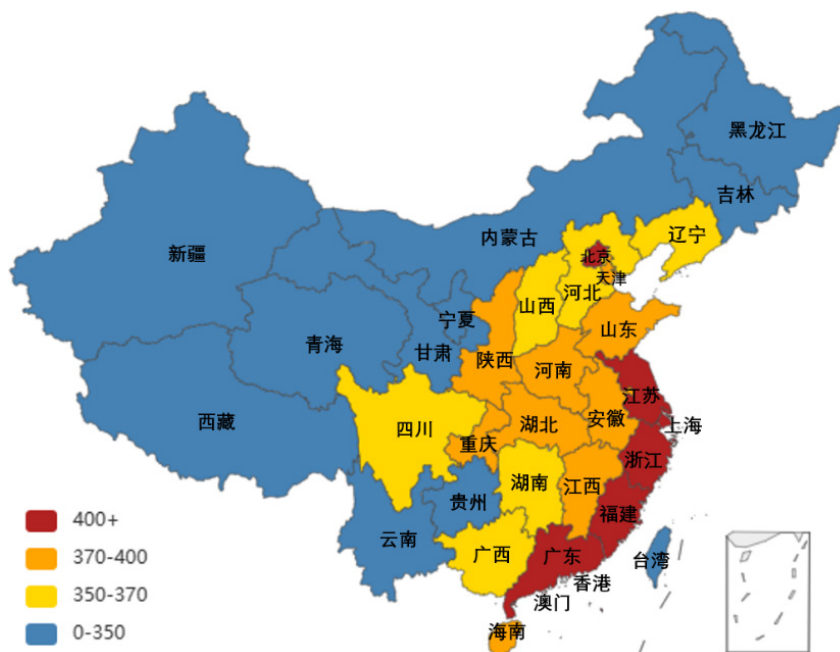 黑龙江
吉林
辽宁
内蒙古
北京
天津
河北
山西
山东
新疆
宁夏
青海
甘肃
陕西
河南
江苏
安徽
上海
西藏
四川
重庆
湖北
浙江
湖南
江西
贵州
福建
云南
广西
广东
台湾
香港
澳门
海南
400+
370-400
350-370
0-350